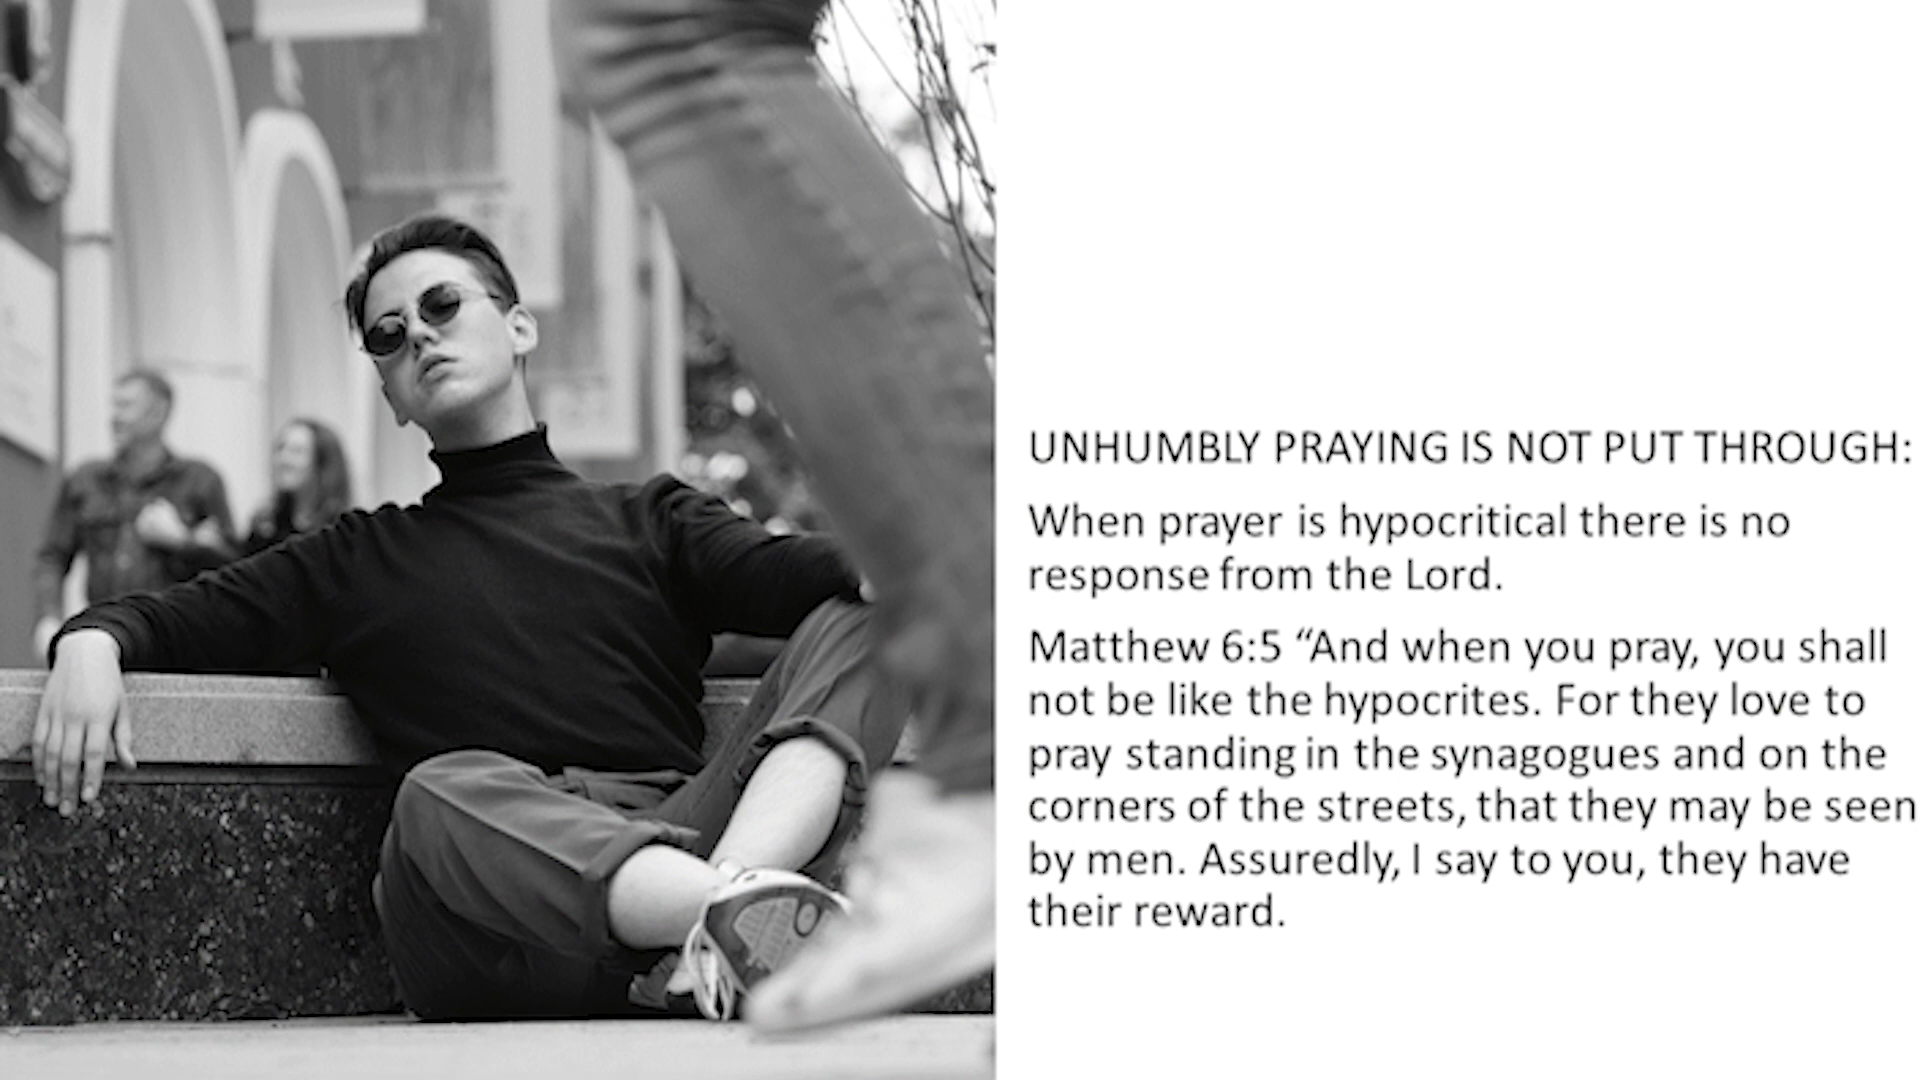 UNHUMBLY PRAYING IS NOT PUT THROUGH:
When prayer is hypocritical there is no
response from the Lord.
Matthew 6:5 “And when you pray, you shall
not be like the hypocrites. For they love to
pray standing in the synagogues and on the
corners of the streets, that they may be seen
by men. Assuredly, I say to you, they have
their reward.